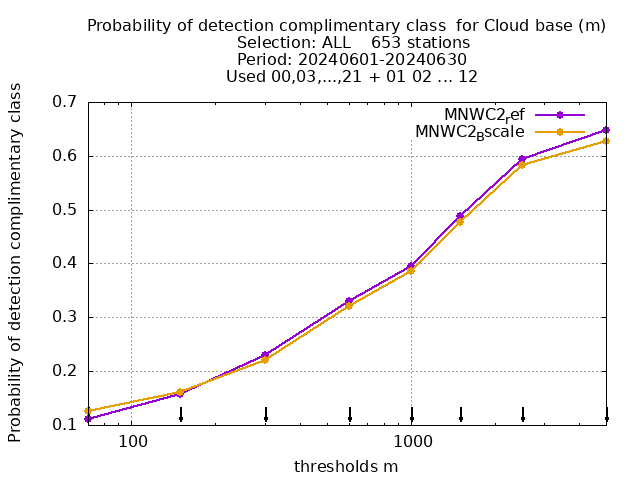 Probability of detection complimentary class  for Cloud base (m)
Selection: ALL    653 stations
Period: 20240601-20240630
Used 00,03,...,21 + 01 02 ... 12
Probability of detection complimentary class
0.7
0.6
0.5
0.4
0.3
0.2
0.1
MNWC2ref
MNWC2Bscale
100
1000
thresholds m